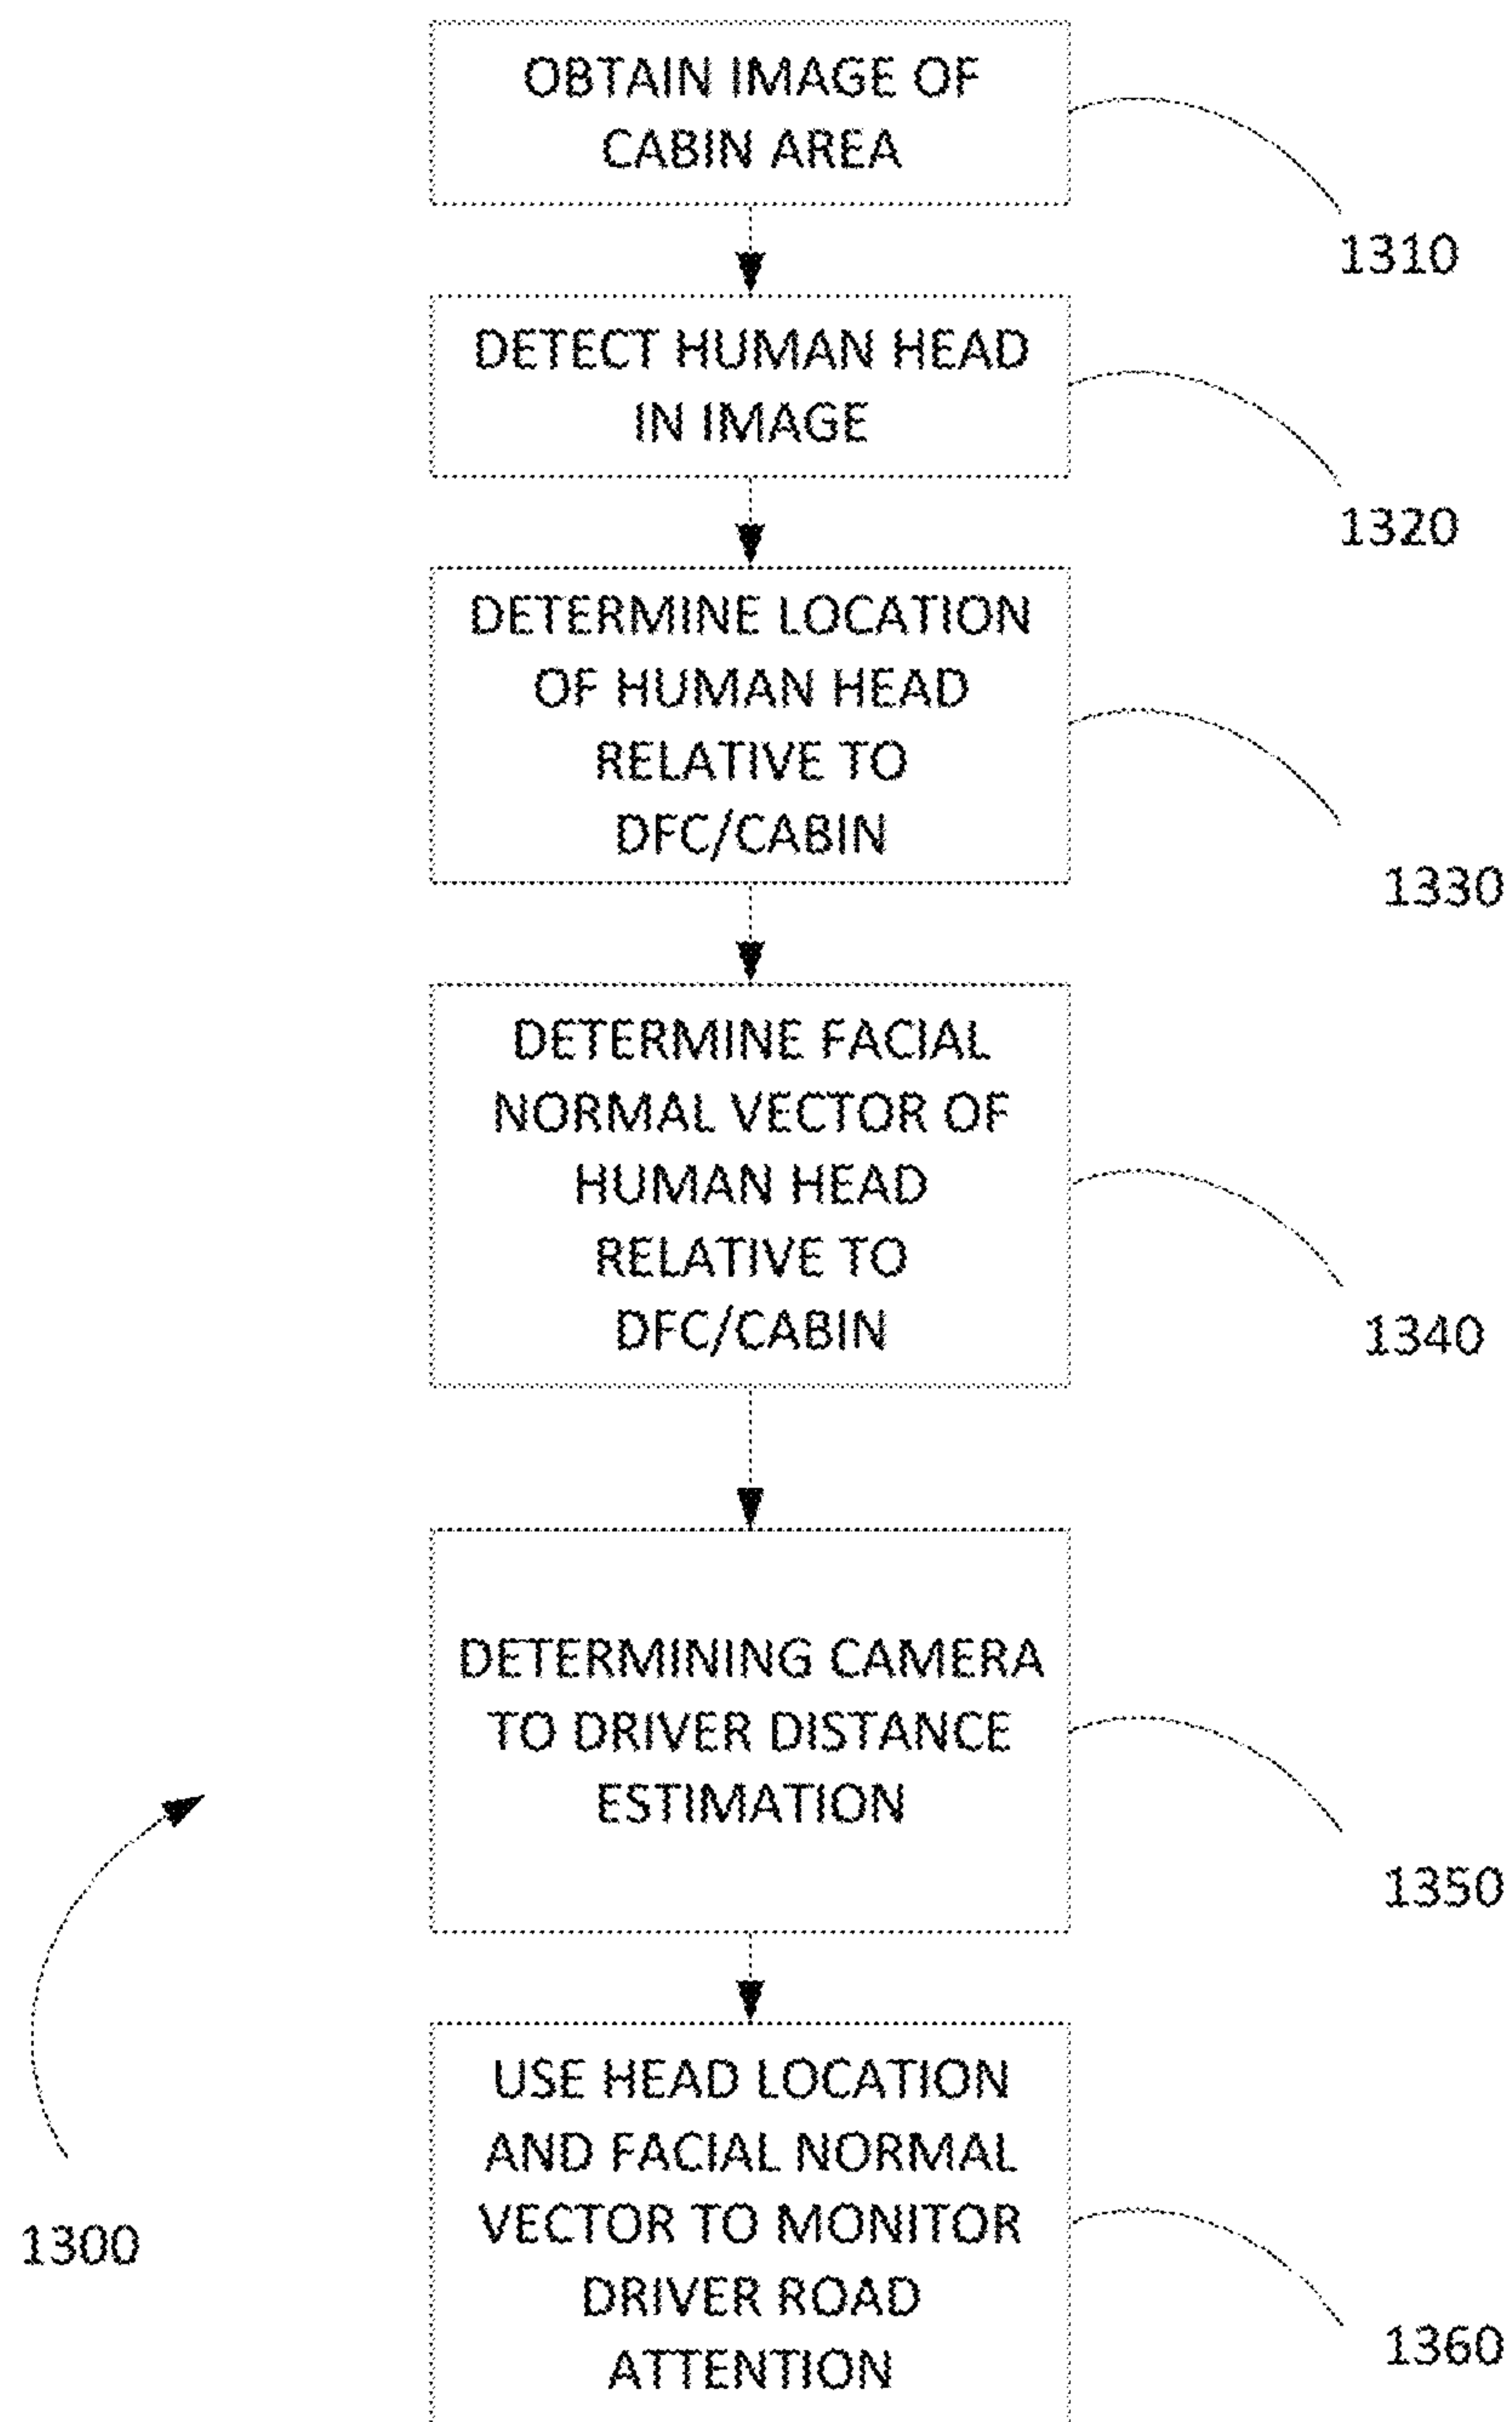 OBTAIN IMAGE OF
CABIN AREA
1310
DETECT HUMAN HEAD
IN IMAGE
1320
DETERMINE LOCATION
OF HUMAN HEAD
RELATIVE TO
DFC/CABIN
1330
DETERMINE FACIAL
NORMAL VECTOR OF
HUMAN HEAD
RELATIVE TO
DFC/CABIN
1340
DETERMINING CAMERA
TO DRIVER DISTANCE
ESTIMATION
1350
USE HEAD LOCATION
AND FACIAL NORMAL
VECTOR TO MONITOR
DRIVER ROAD
ATTENTION
1360
1300